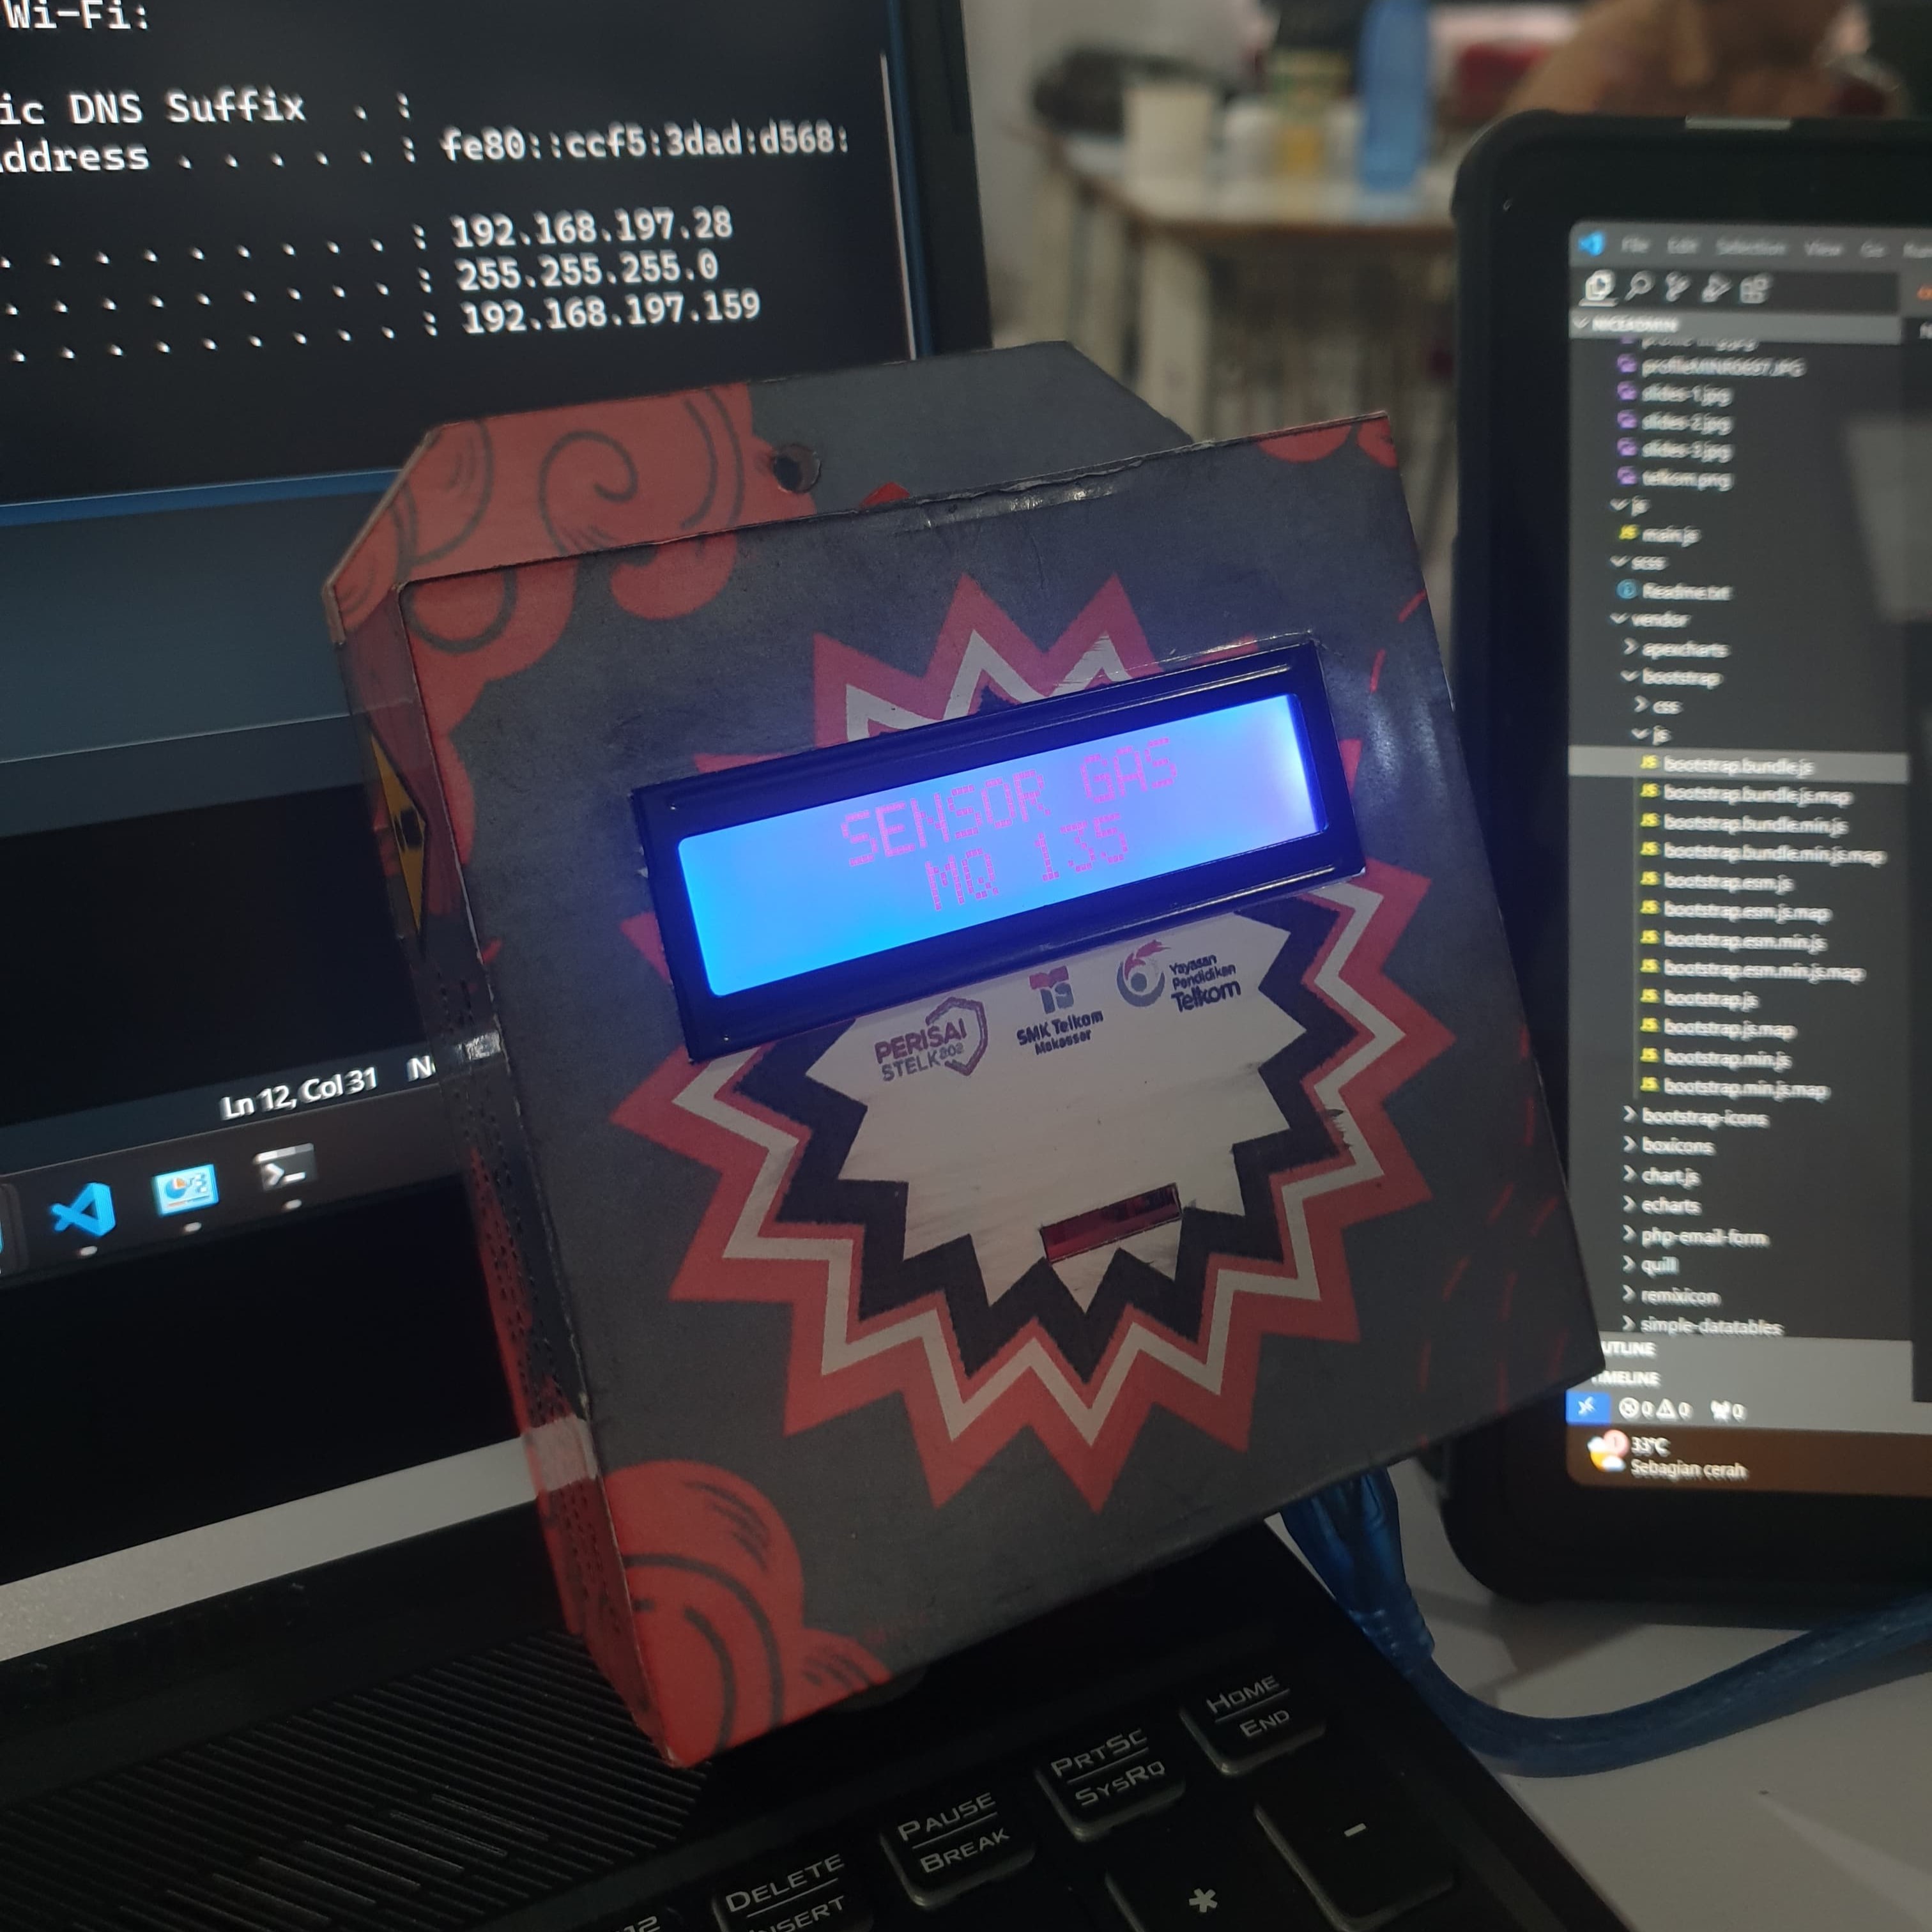 Wi-Fi:
ic DNS Suffix . :
ddress . . . . . : fe80::ccf5:3dad:d568:
. . . . . . . . . : 192.168.197.28
. . . . . . . . . : 255.255.255.0
. . . . . . . . . : 192.168.197.159
Ln 12, Col 31
SENSOR GAS
MQ 135
PERISAI
STELK
SMK Telkom
Makassar
Yayasan
Pendidikan
Telkom
File Edit Selection View Go
NICEADMIN
slides-1.jpg
slides-2.jpg
slides-3.jpg
telkom.png
js
main.js
scss
Readme.txt
vendor
apexcharts
bootstrap
css
js
bootstrap.bundle.js
bootstrap.bundle.js.map
bootstrap.bundle.min.js
bootstrap.bundle.min.js.map
bootstrap.esm.js
bootstrap.esm.js.map
bootstrap.esm.min.js
bootstrap.esm.min.js.map
bootstrap.js
bootstrap.js.map
bootstrap.min.js
bootstrap.min.js.map
bootstrap-icons
boxicons
chart.js
echarts
php-email-form
quill
remixicon
simple-datatables
UTLINE
TIMELINE
0 0 0
33°C
Sebagian cerah
HOME
END
PRTSC
SYSRQ
PAUSE
BREAK
DELETE
INSERT
12
*
-